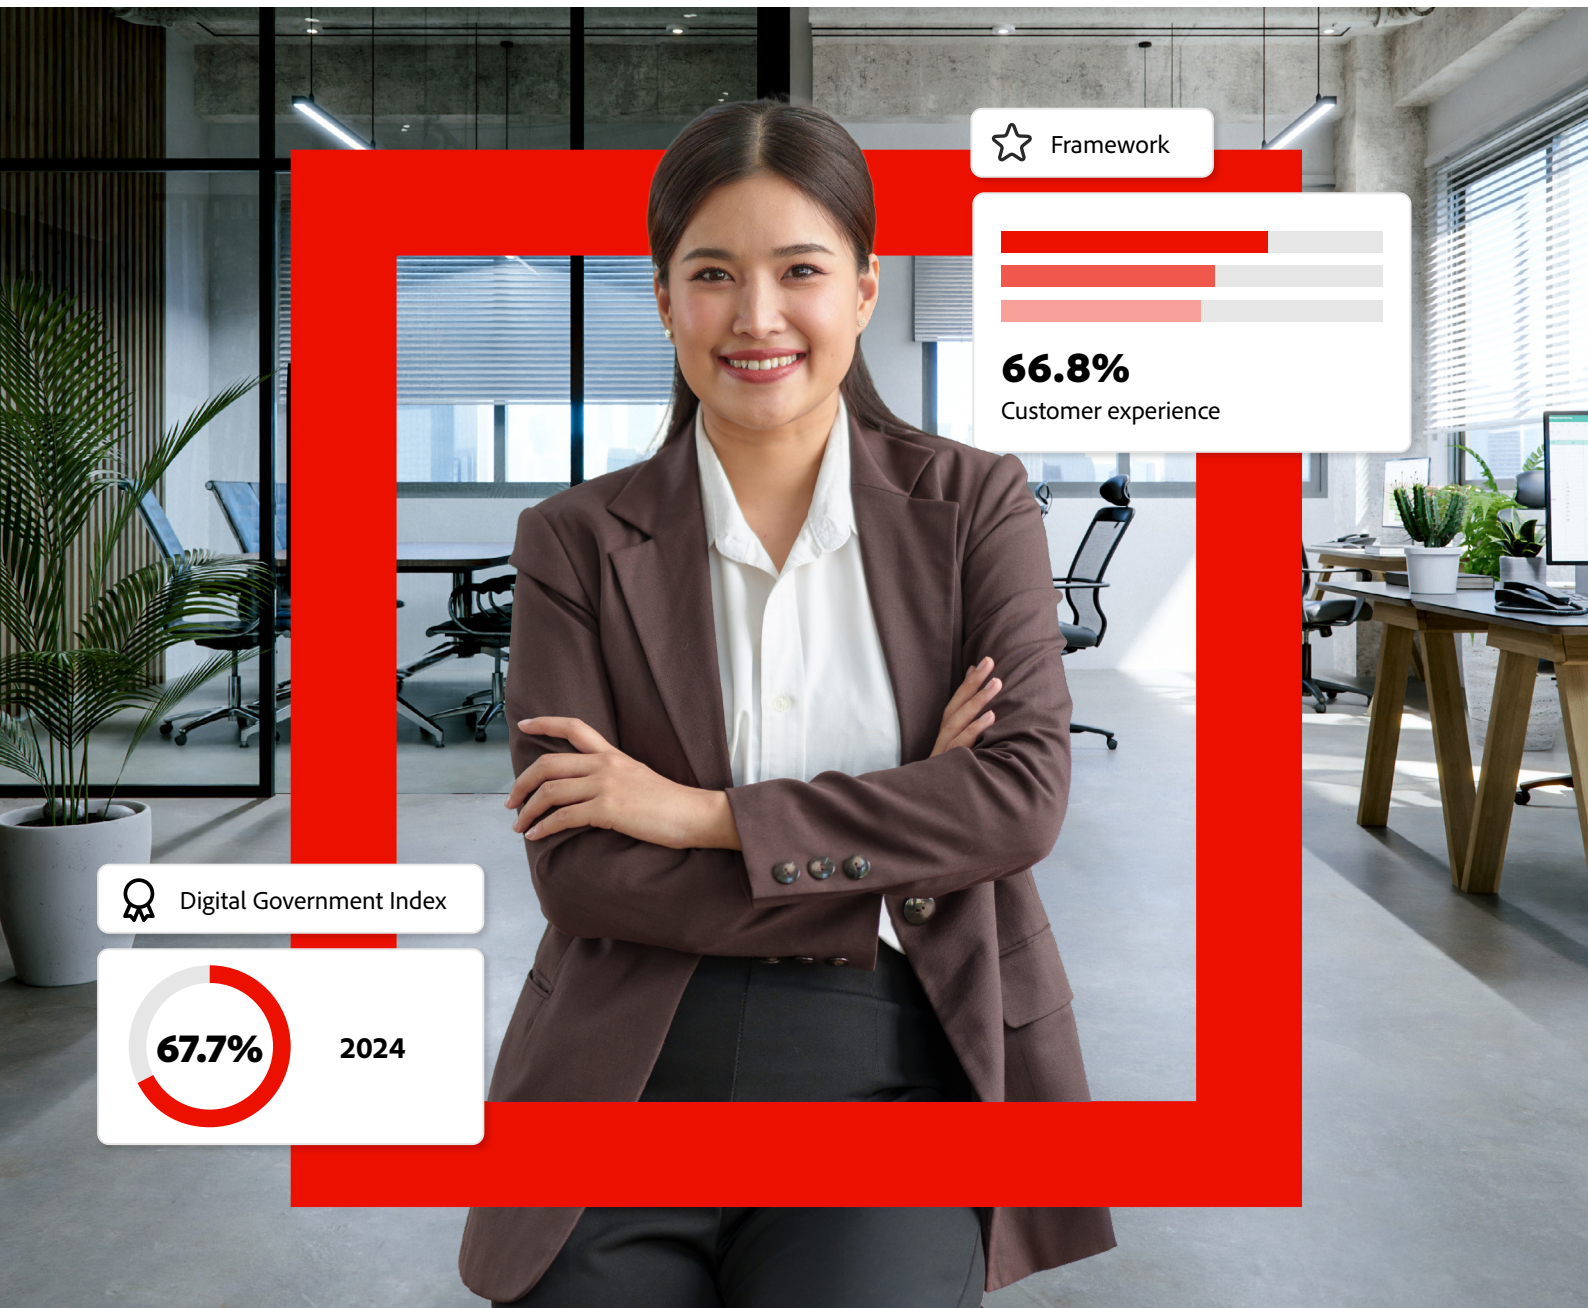 Framework
66.8%
Customer experience
Digital Government Index
67.7%
2024